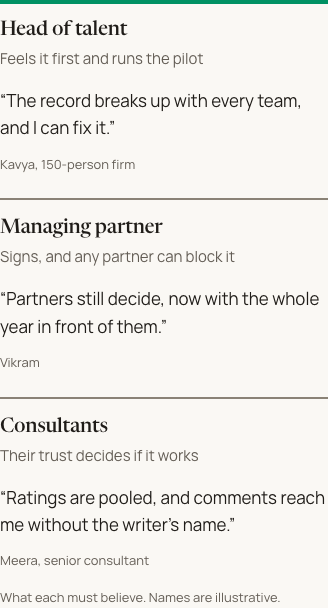 Head of talent
Feels it first and runs the pilot
“The record breaks up with every team,
and I can fix it.”
Kavya, 150-person firm
Managing partner
Signs, and any partner can block it
“Partners still decide, now with the whole
year in front of them.”
Vikram
Consultants
Their trust decides if it works
“Ratings are pooled, and comments reach
me without the writer’s name.”
Meera, senior consultant
What each must believe. Names are illustrative.